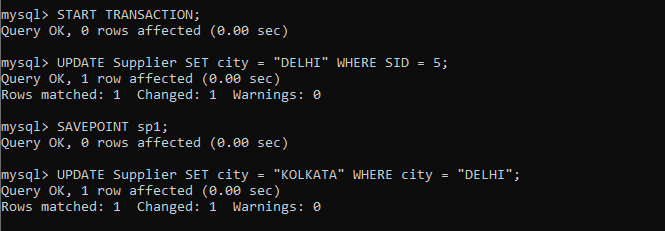 mysql> START TRANSACTION;
Query OK, 0 rows affected (0.00 sec)
mysql> UPDATE Supplier SET city = "DELHI" WHERE SID = 5;
Query OK, 1 row affected (0.00 sec)
Rows matched: 1  Changed: 1  Warnings: 0
mysql> SAVEPOINT sp1;
Query OK, 0 rows affected (0.00 sec)
mysql> UPDATE Supplier SET city = "KOLKATA" WHERE city = "DELHI";
Query OK, 1 row affected (0.00 sec)
Rows matched: 1  Changed: 1  Warnings: 0